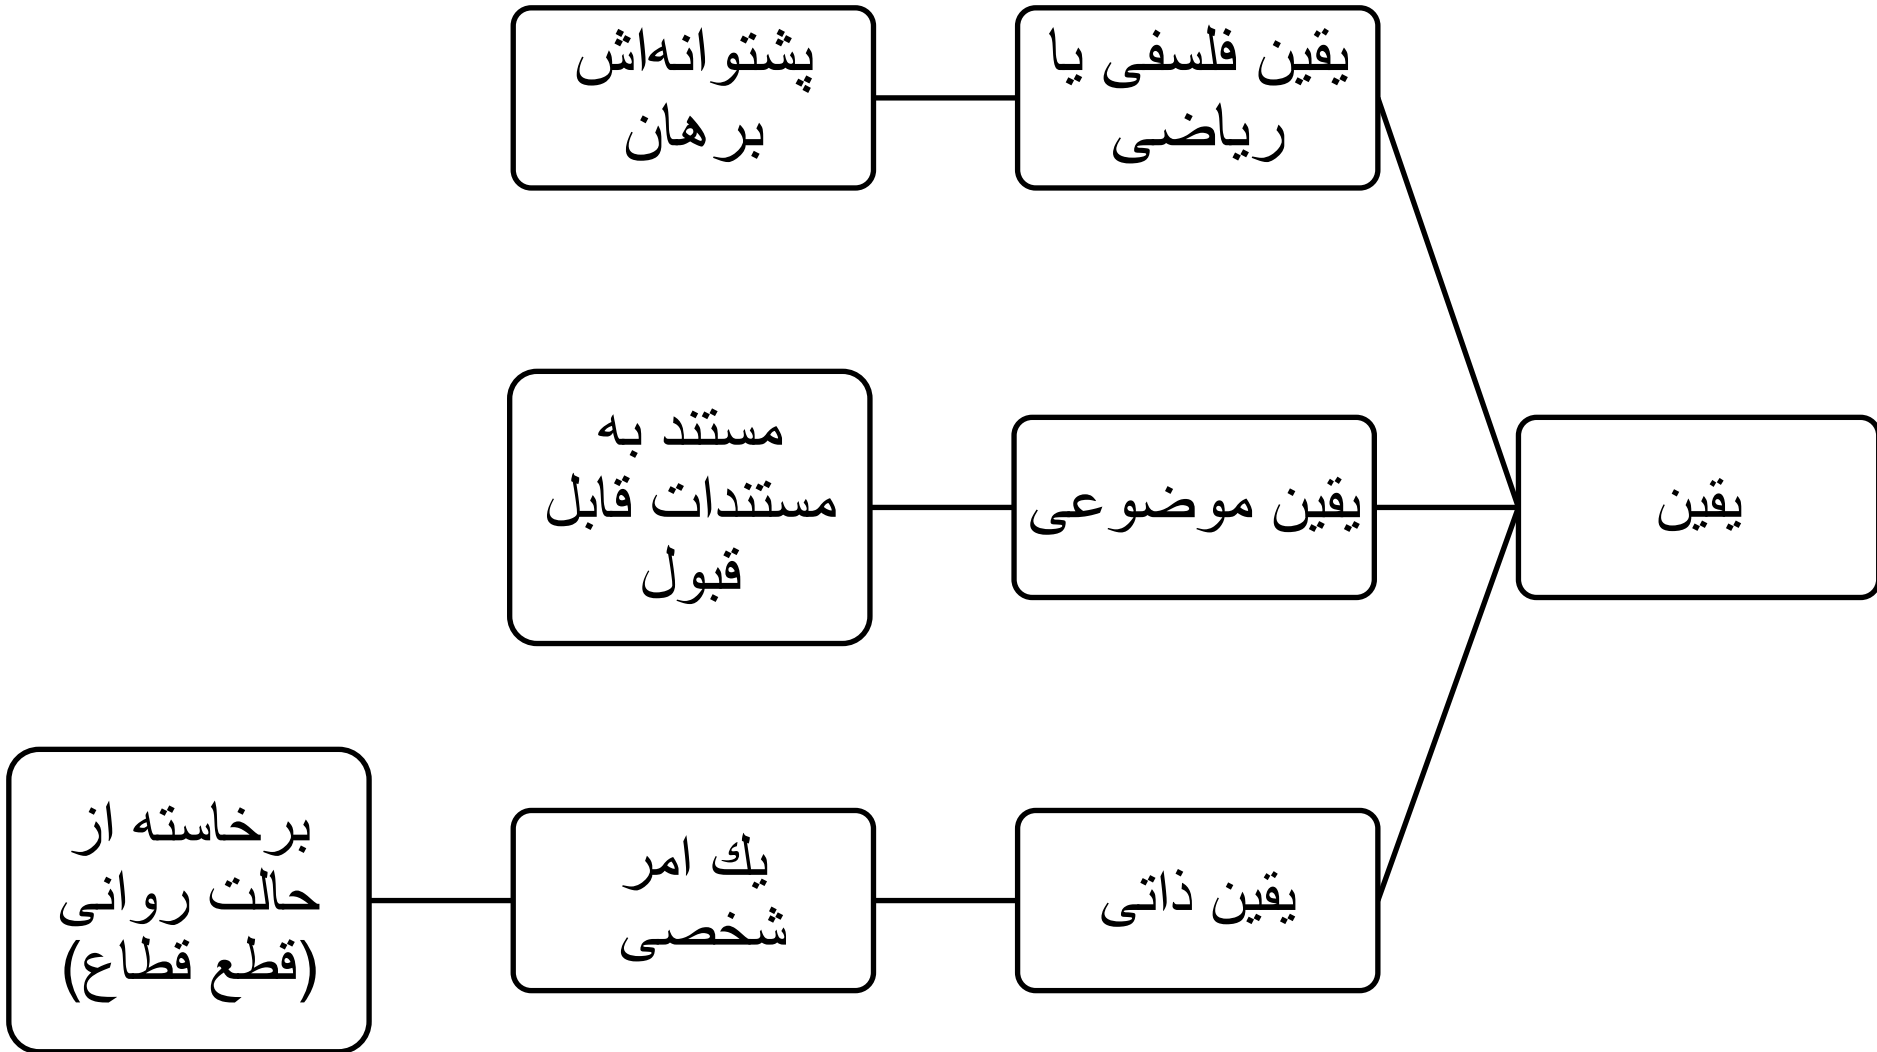 یقین
یقین فلسفی یا
ریاضی
پشتوانه‌اش
برهان
یقین موضوعی
مستند به
مستندات قابل
قبول
یقین ذاتی
یك امر
شخصی
برخاسته از
حالت روانی
(قطع قطاع)